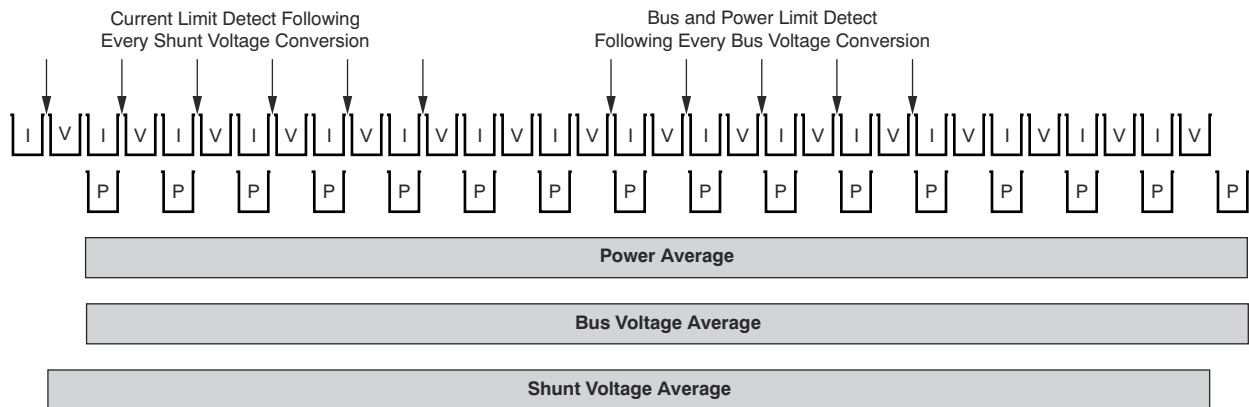 Current Limit Detect Following
Every Shunt Voltage Conversion
Bus and Power Limit Detect
Following Every Bus Voltage Conversion
I V I V I V I V I V I V I V I V I V I V I V I V I V I V I V I V
P P P P P P P P P P P P P P P P
Power Average
Bus Voltage Average
Shunt Voltage Average